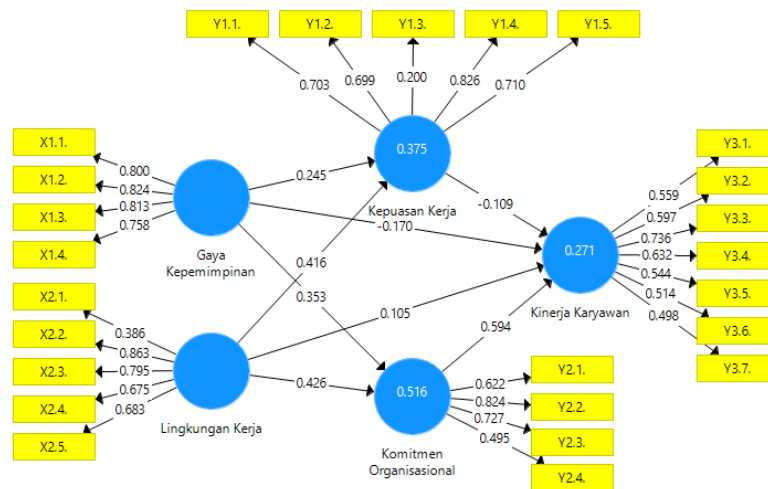 Y1.1.
Y1.2.
Y1.3.
Y1.4.
Y1.5.
0.703
0.699
0.200
0.826
0.710
X1.1.
X1.2.
X1.3.
X1.4.
0.800
0.824
0.813
0.758
Gaya
Kepemimpinan
0.245
0.375
Kepuasan Kerja
-0.109
-0.170
0.416
0.353
0.105
0.271
Kinerja Karyawan
0.559
0.597
0.736
0.632
0.544
0.514
0.498
Y3.1.
Y3.2.
Y3.3.
Y3.4.
Y3.5.
Y3.6.
Y3.7.
X2.1.
X2.2.
X2.3.
X2.4.
X2.5.
0.386
0.863
0.795
0.675
0.683
Lingkungan Kerja
0.426
0.594
0.516
Komitmen
Organisasional
0.622
0.824
0.727
0.495
Y2.1.
Y2.2.
Y2.3.
Y2.4.